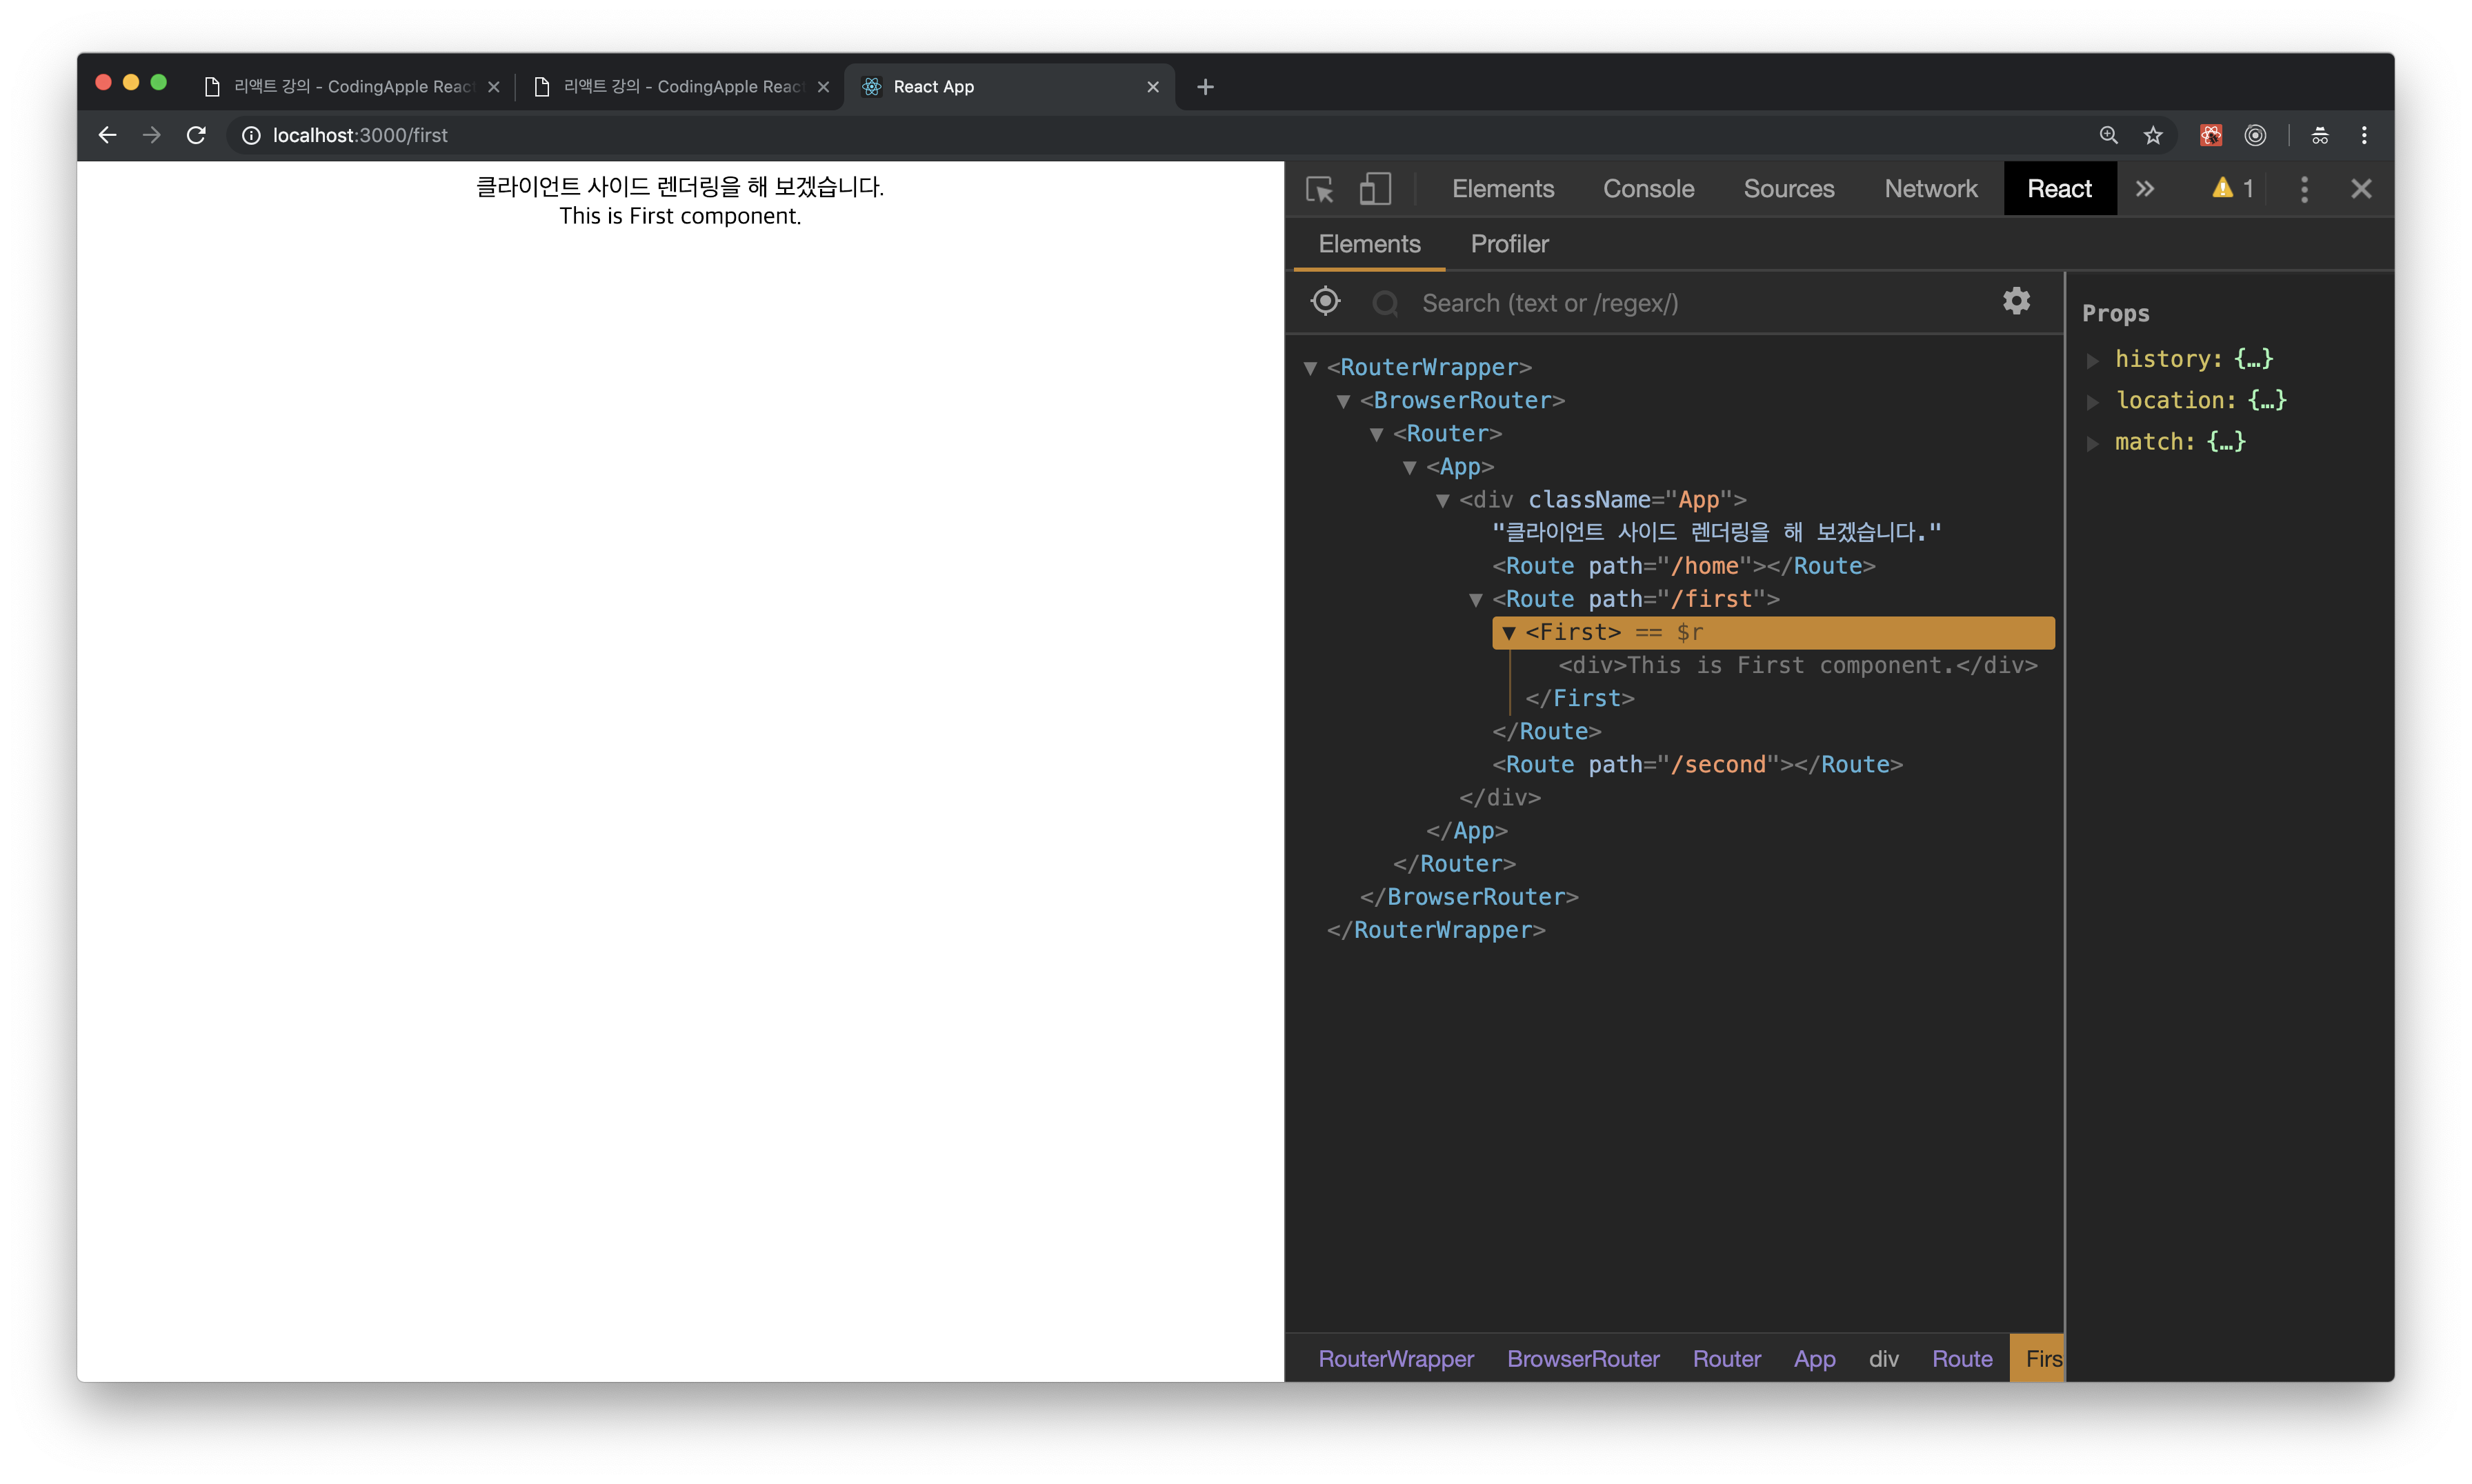 리액트 강의 - CodingApple Reac
리액트 강의 - CodingApple Reac
React App
localhost:3000/first
클라이언트 사이드 렌더링을 해 보겠습니다.
This is First component.
Elements Console Sources Network React 1
Elements Profiler
Search (text or /regex/)
<RouterWrapper>
<BrowserRouter>
<Router>
<App>
<div className="App">
"클라이언트 사이드 렌더링을 해 보겠습니다."
<Route path="/home"></Route>
<Route path="/first">
<First> == $r
<div>This is First component.</div>
</First>
</Route>
<Route path="/second"></Route>
</div>
</App>
</Router>
</BrowserRouter>
</RouterWrapper>
RouterWrapper BrowserRouter Router App div Route Firs
Props
history: {…}
location: {…}
match: {…}